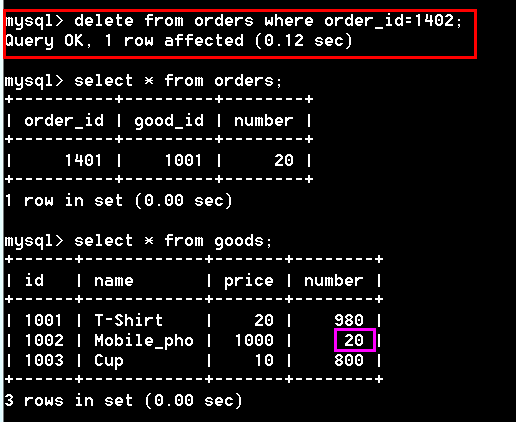 mysql> delete from orders where order_id=1402;
Query OK, 1 row affected (0.12 sec)
mysql> select * from orders;
+----------+---------+--------+
| order_id | good_id | number |
+----------+---------+--------+
|     1401 |    1001 |     20 |
+----------+---------+--------+
1 row in set (0.00 sec)
mysql> select * from goods;
+------+------------+-------+--------+
| id   | name       | price | number |
+------+------------+-------+--------+
| 1001 | T-Shirt    |    20 |    980 |
| 1002 | Mobile_pho |  1000 |     20 |
| 1003 | Cup        |    10 |    800 |
+------+------------+-------+--------+
3 rows in set (0.00 sec)